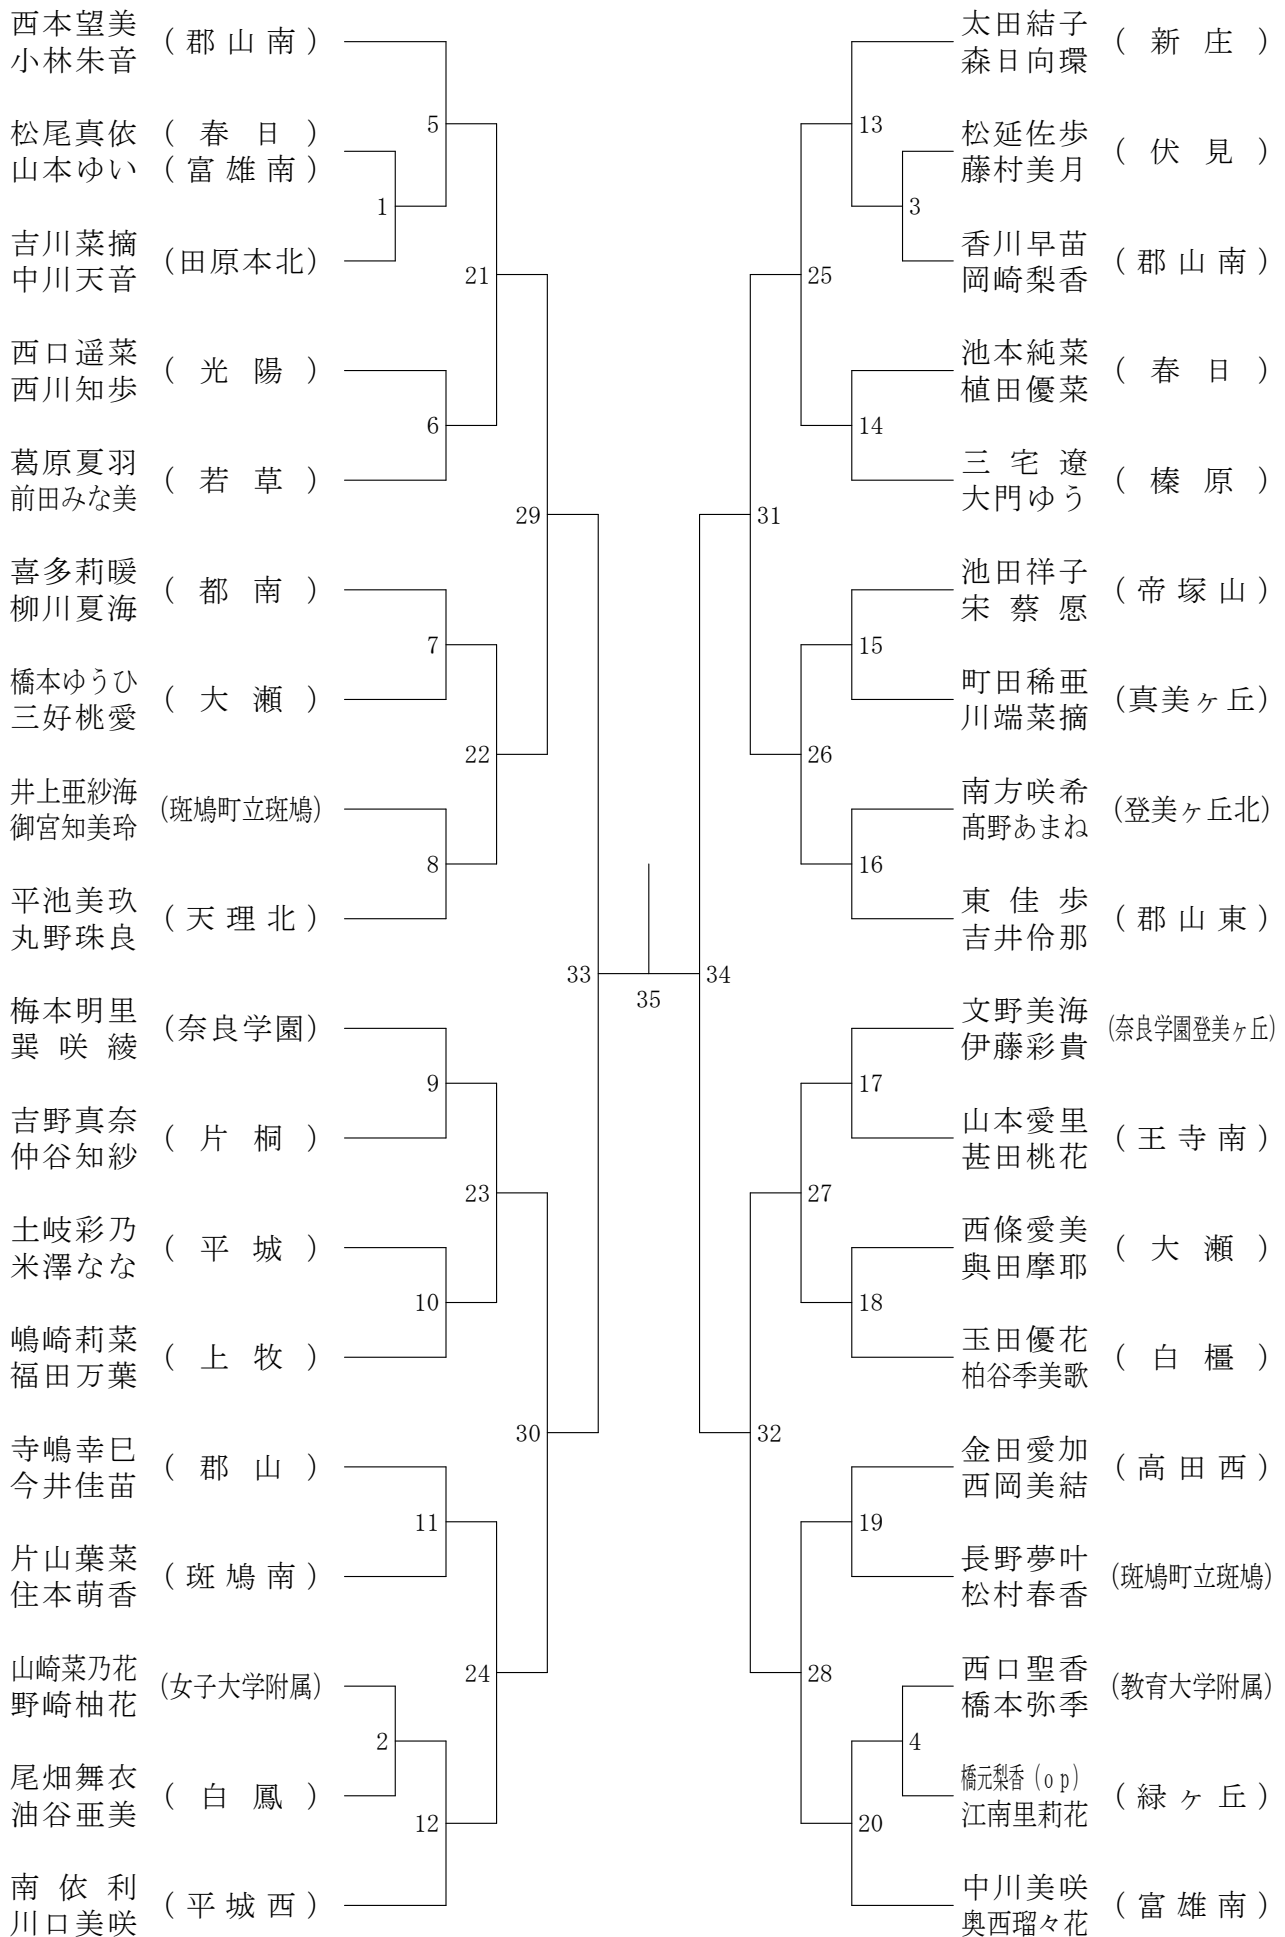 西本望美
小林朱音
(郡山南)
松尾真依 (春日)
山本ゆい (富雄南)
吉川菜摘
中川天音
(田原本北)
西口遥菜
西川知歩
(光陽)
葛原夏羽
前田みな美
(若草)
喜多莉暖
柳川夏海
(都南)
橋本ゆうひ
三好桃愛
(大瀬)
井上亜紗海
御宮知美玲
(斑鳩町立斑鳩)
平池美玖
丸野珠良
(天理北)
梅本明里
巽咲綾
(奈良学園)
吉野真奈
仲谷知紗
(片桐)
土岐彩乃
米澤なな
(平城)
嶋崎莉菜
福田万葉
(上牧)
寺嶋幸巳
今井佳苗
(郡山)
片山葉菜
住本萌香
(斑鳩南)
山崎菜乃花
野崎柚花
(女子大学附属)
尾畑舞衣
油谷亜美
(白鳳)
南依利
川口美咲
(平城西)
5
1
21
6
29
7
22
8
33
9
23
10
30
11
24
2
12
35
34
13
3
25
14
31
15
26
16
17
27
18
32
19
28
4
20
太田結子
森日向環
(新庄)
松延佐歩
藤村美月
(伏見)
香川早苗
岡崎梨香
(郡山南)
池本純菜
植田優菜
(春日)
三宅遼
大門ゆう
(榛原)
池田祥子
宋蔡愿
(帝塚山)
町田稀亜
川端菜摘
(真美ヶ丘)
南方咲希
髙野あまね
(登美ヶ丘北)
東佳歩
吉井伶那
(郡山東)
文野美海
伊藤彩貴
(奈良学園登美ヶ丘)
山本愛里
甚田桃花
(王寺南)
西條愛美
與田摩耶
(大瀬)
玉田優花
柏谷季美歌
(白橿)
金田愛加
西岡美結
(高田西)
長野夢叶
松村春香
(斑鳩町立斑鳩)
西口聖香
橋本弥季
(教育大学附属)
橋元梨香(op)
江南里莉花
(緑ヶ丘)
中川美咲
奥西瑠々花
(富雄南)